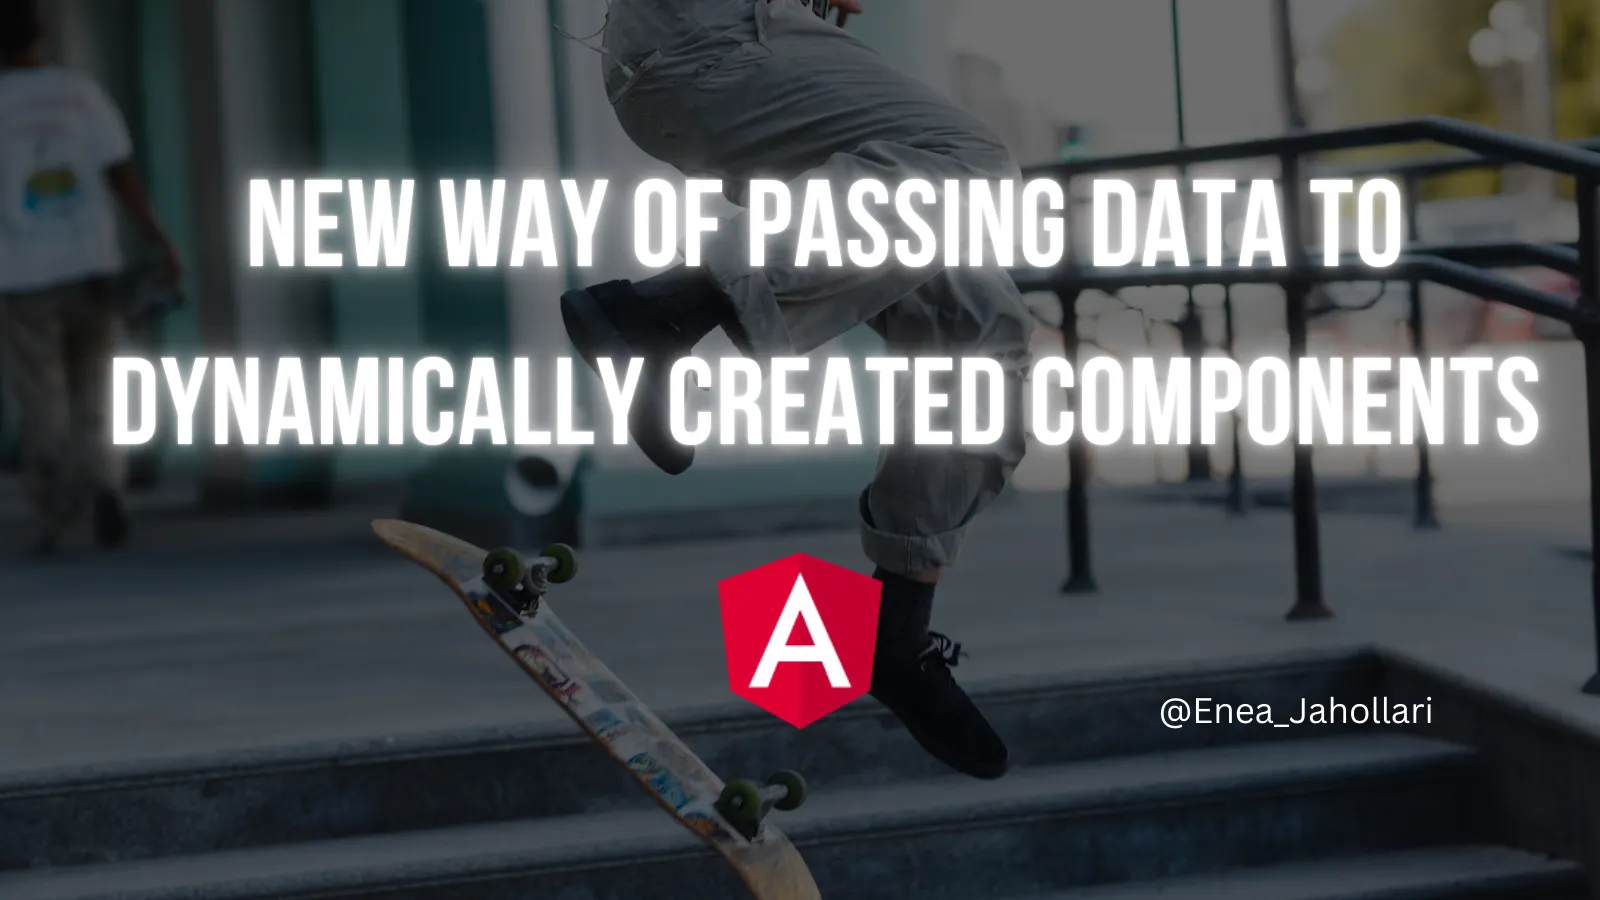 NEW WAY OF PASSING DATA TO
DYNAMICALLY CREATED COMPONENTS
A
@Enea_Jahollari